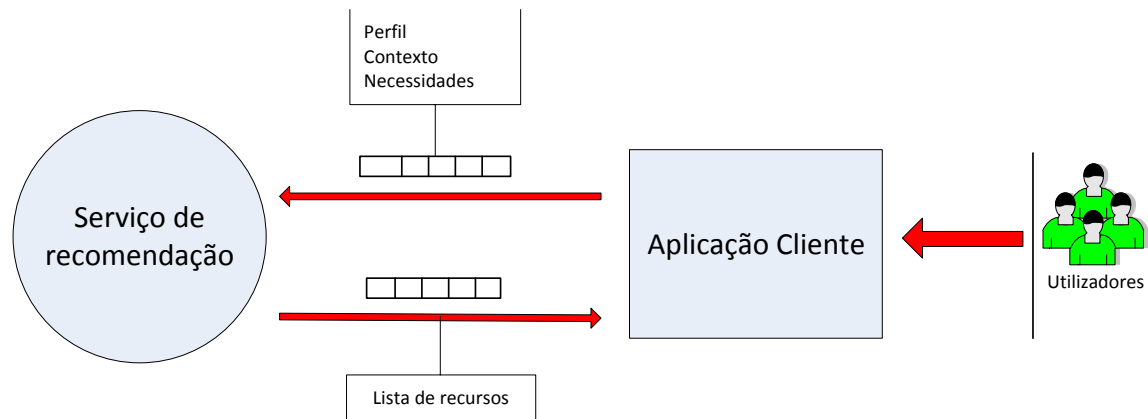 Perfil
Contexto
Necessidades
Serviço de
recomendação
Aplicação Cliente
Utilizadores
Lista de recursos